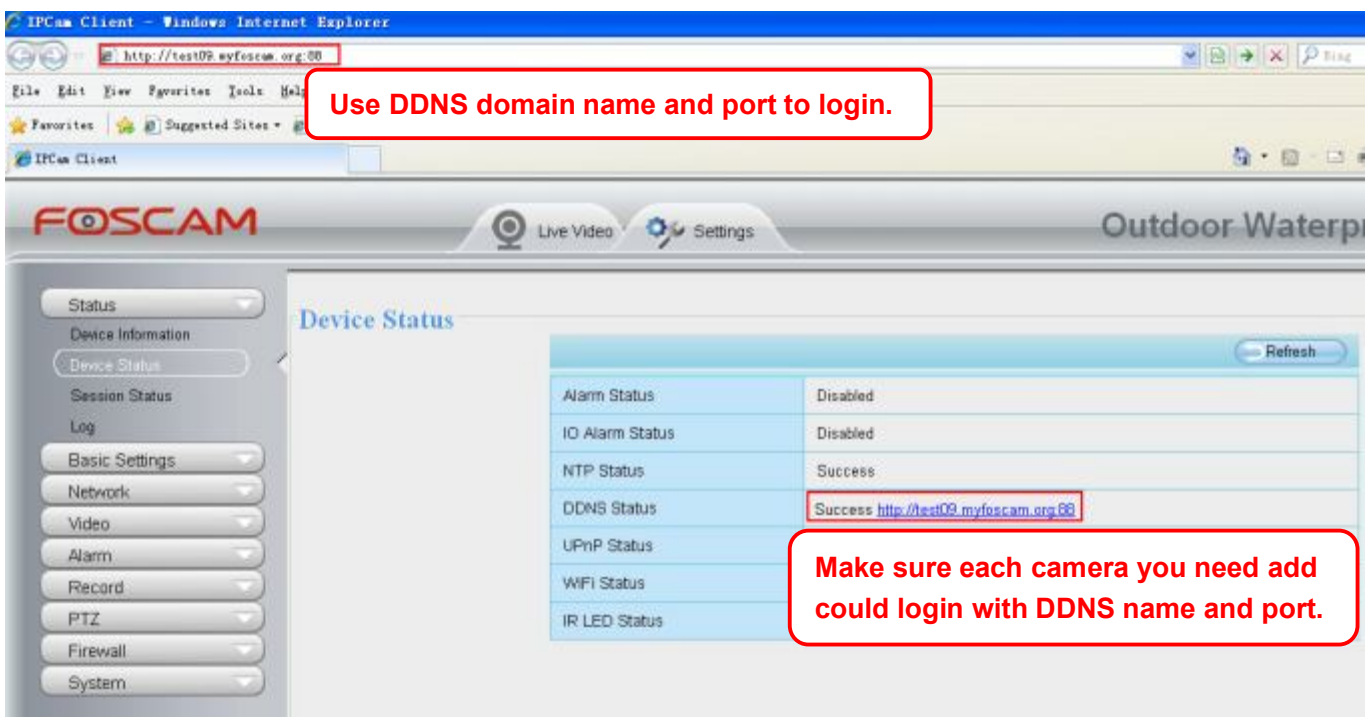 IPCam Client - Windows Internet Explorer
http://test09.myfoscam.org:88
Bing
File Edit View Favorites Tools Help
Use DDNS domain name and port to login.
Favorites Suggested Sites
IPCam Client
FOSCAM
Live Video Settings
Outdoor Waterp
Status
Device Status
Device Information
Refresh
Device Status
Session Status
Alarm Status Disabled
Log
IO Alarm Status Disabled
Basic Settings
NTP Status Success
Network
DDNS Status Success http://test09.myfoscam.org:88
Video
UPnP Status
Alarm
Make sure each camera you need add
could login with DDNS name and port.
WiFi Status
Record
PTZ
IR LED Status
Firewall
System